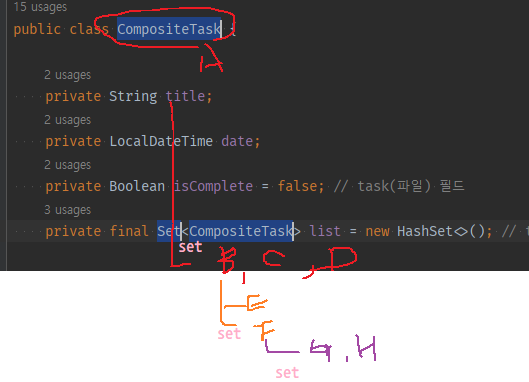 15 usages
public class CompositeTask {
A
2 usages
private String title;
2 usages
private LocalDateTime date;
2 usages
private Boolean isComplete = false; // task(파일) 필드
3 usages
private final Set<CompositeTask> list = new HashSet<>(); // t
set
B, C, D
E
set F
G, H
set